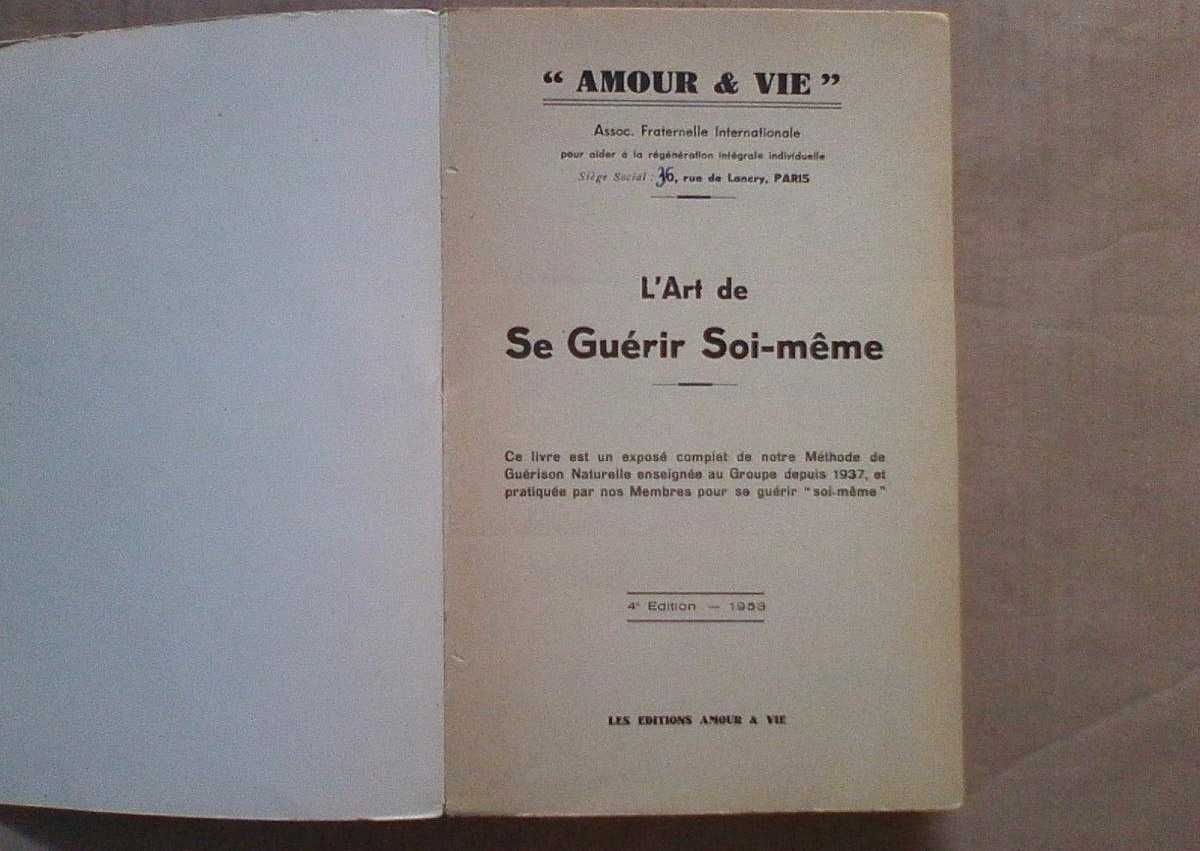 “ AMOUR & VIE ”
Assoc. Fraternelle Internationale
pour aider à la régénération intégrale individuelle
Siège Social : 36, rue de Lancry, PARIS
L'Art de
Se Guérir Soi-même
Ce livre est un exposé complet de notre Méthode de
Guérison Naturelle enseignée au Groupe depuis 1937, et
pratiquée par nos Membres pour se guérir “ soi-même ”
4e Edition — 1953
LES EDITIONS AMOUR & VIE